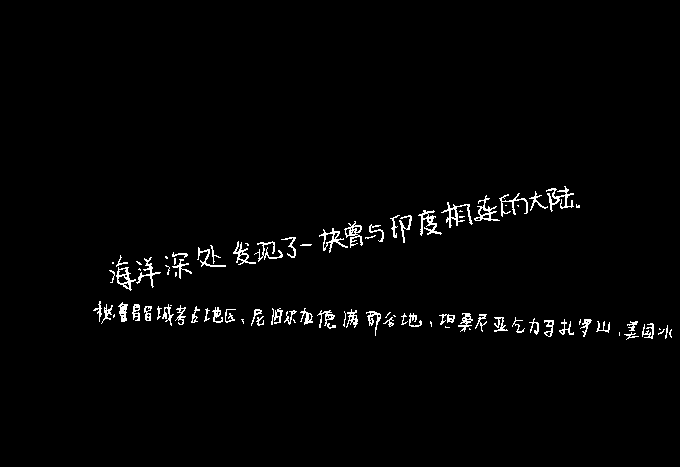 海洋深处发现了一块曾与印度相连的大陆。
秘鲁昌昌城考古地区、尼泊尔加德满都谷地、坦桑尼亚乞力马扎罗山、美国冰